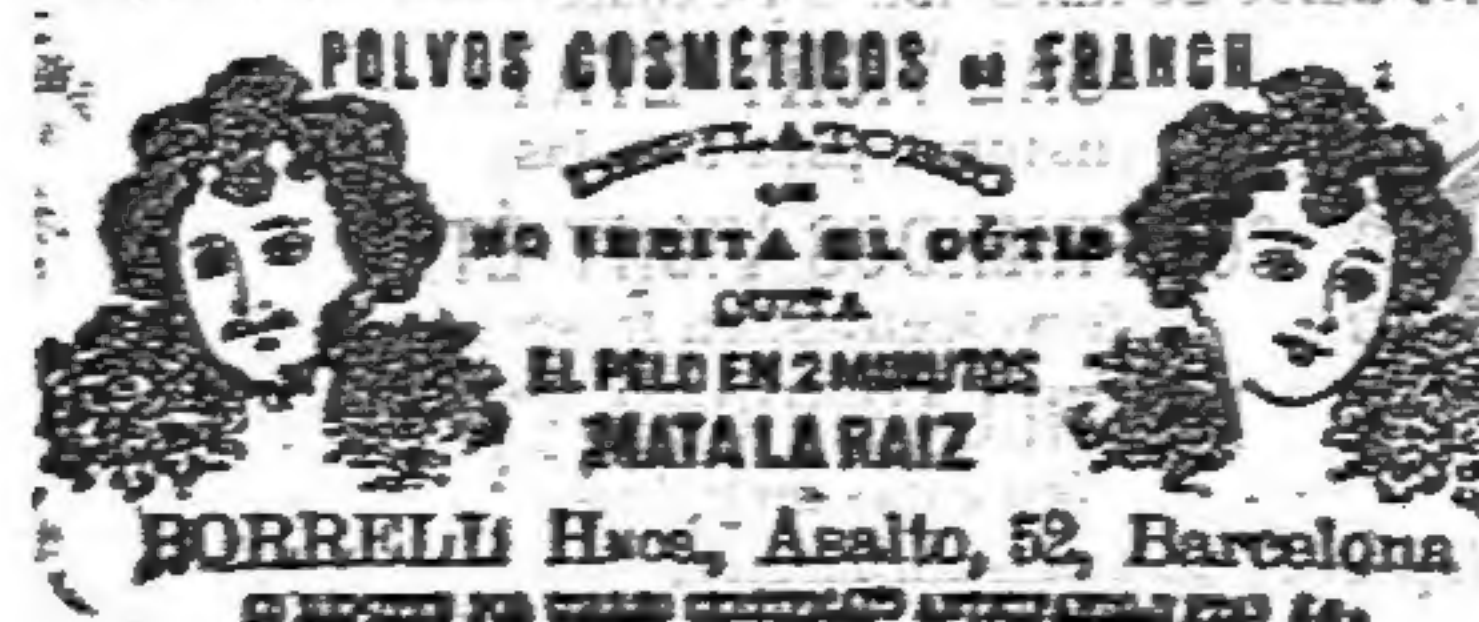 POLVOS COSMÉTICOS DE FRANCH
DEPILATORIO
QUE
NO IRRITA EL CÚTIS
QUITA
EL PELO EN 2 MINUTOS
MATA LA RAIZ
BORRELL Hnos, Asalto, 52, Barcelona